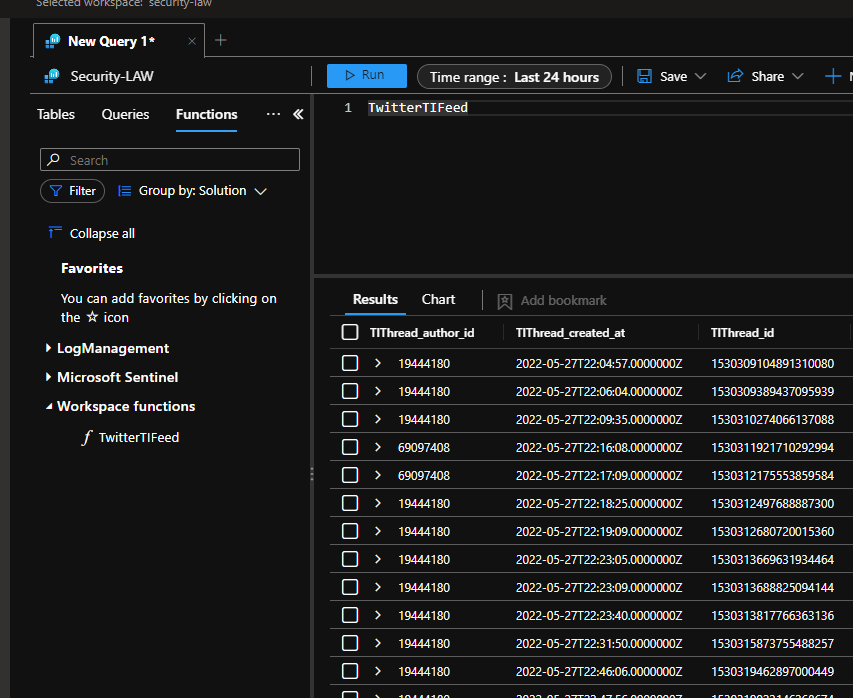 Selected workspace: security-law
New Query 1*
Security-LAW
Run
Time range : Last 24 hours
Save
Share
Tables Queries Functions
Search
Filter
Group by: Solution
Collapse all
Favorites
You can add favorites by clicking on
the ☆ icon
LogManagement
Microsoft Sentinel
Workspace functions
f TwitterTIFeed
1 TwitterTIFeed
Results Chart Add bookmark
TIThread_author_id TIThread_created_at TIThread_id
19444180 2022-05-27T22:04:57.0000000Z 1530309104891310080
19444180 2022-05-27T22:06:04.0000000Z 1530309389437095939
19444180 2022-05-27T22:09:35.0000000Z 1530310274066137088
69097408 2022-05-27T22:16:08.0000000Z 1530311921710292994
69097408 2022-05-27T22:17:09.0000000Z 1530312175553859584
19444180 2022-05-27T22:18:25.0000000Z 1530312497688887300
19444180 2022-05-27T22:19:09.0000000Z 1530312680720015360
19444180 2022-05-27T22:23:05.0000000Z 1530313669631934464
19444180 2022-05-27T22:23:09.0000000Z 1530313688825094144
19444180 2022-05-27T22:23:40.0000000Z 1530313817766363136
19444180 2022-05-27T22:31:50.0000000Z 1530315873755488257
19444180 2022-05-27T22:46:06.0000000Z 1530319462897000449